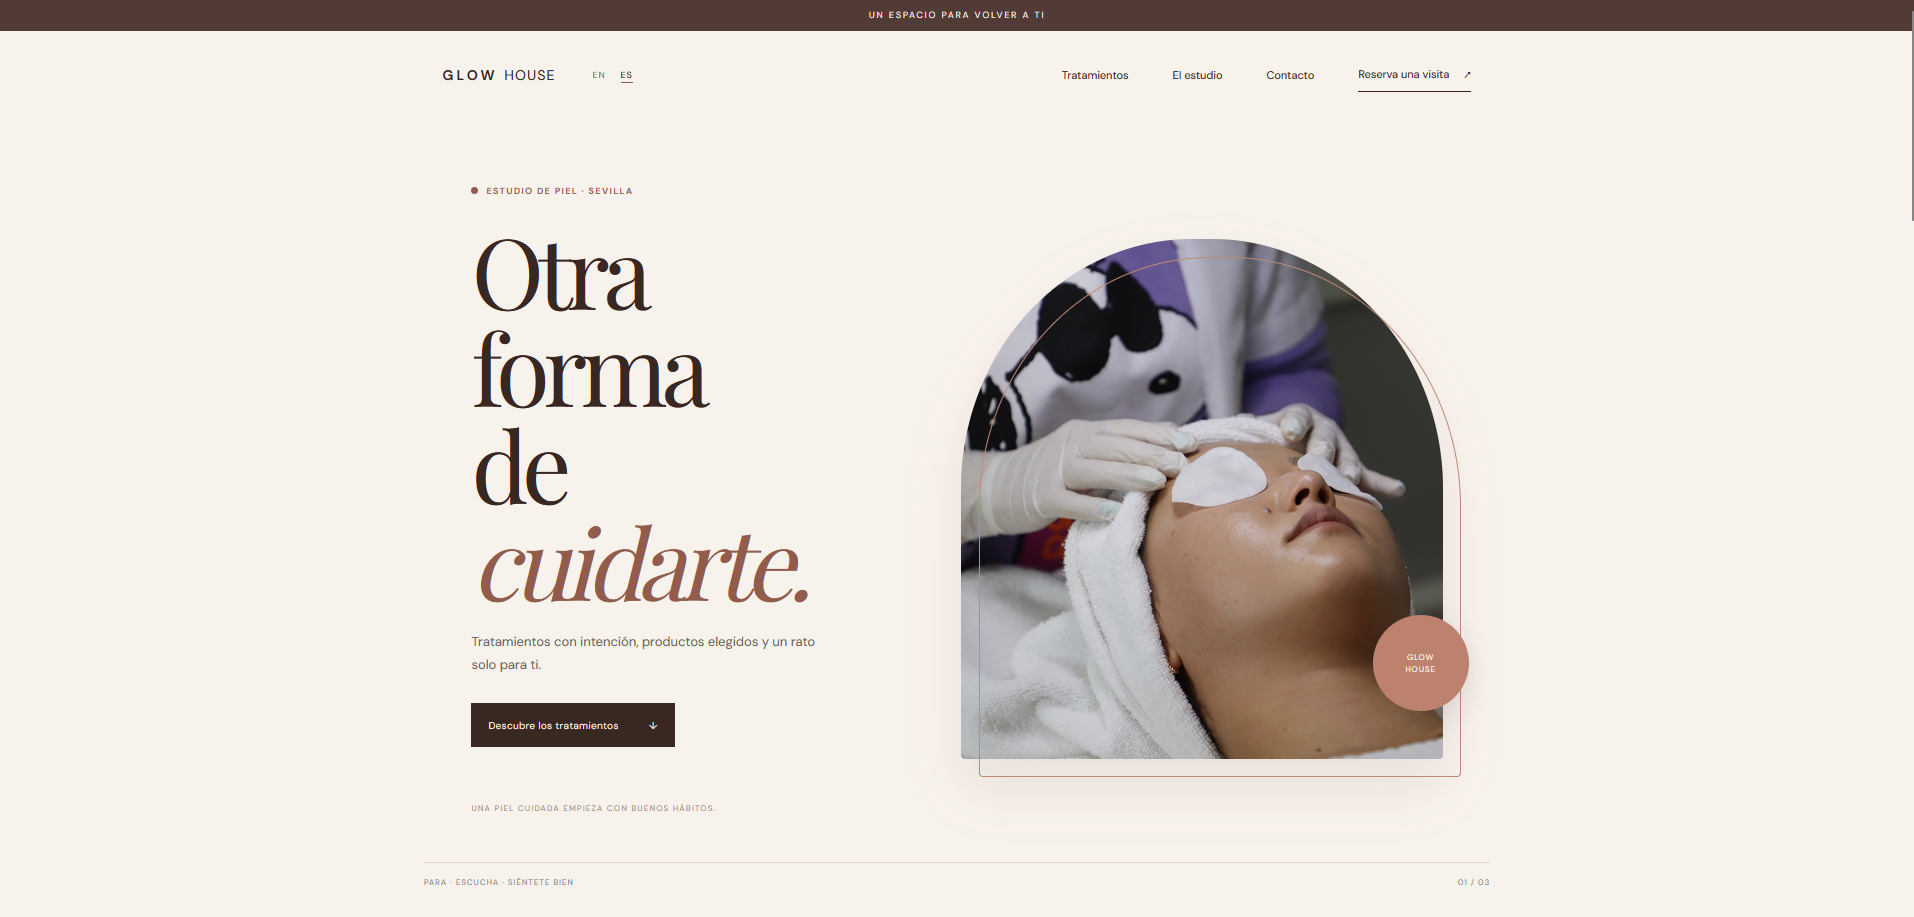 UN ESPACIO PARA VOLVER A TI
GLOW HOUSE
EN ES
Tratamientos
El estudio
Contacto
Reserva una visita ↗
ESTUDIO DE PIEL · SEVILLA
Otra
forma
de
cuidarte.
Tratamientos con intención, productos elegidos y un rato
solo para ti.
Descubre los tratamientos ↓
UNA PIEL CUIDADA EMPIEZA CON BUENOS HÁBITOS.
GLOW
HOUSE
PARA · ESCUCHA · SIÉNTETE BIEN
01 / 03